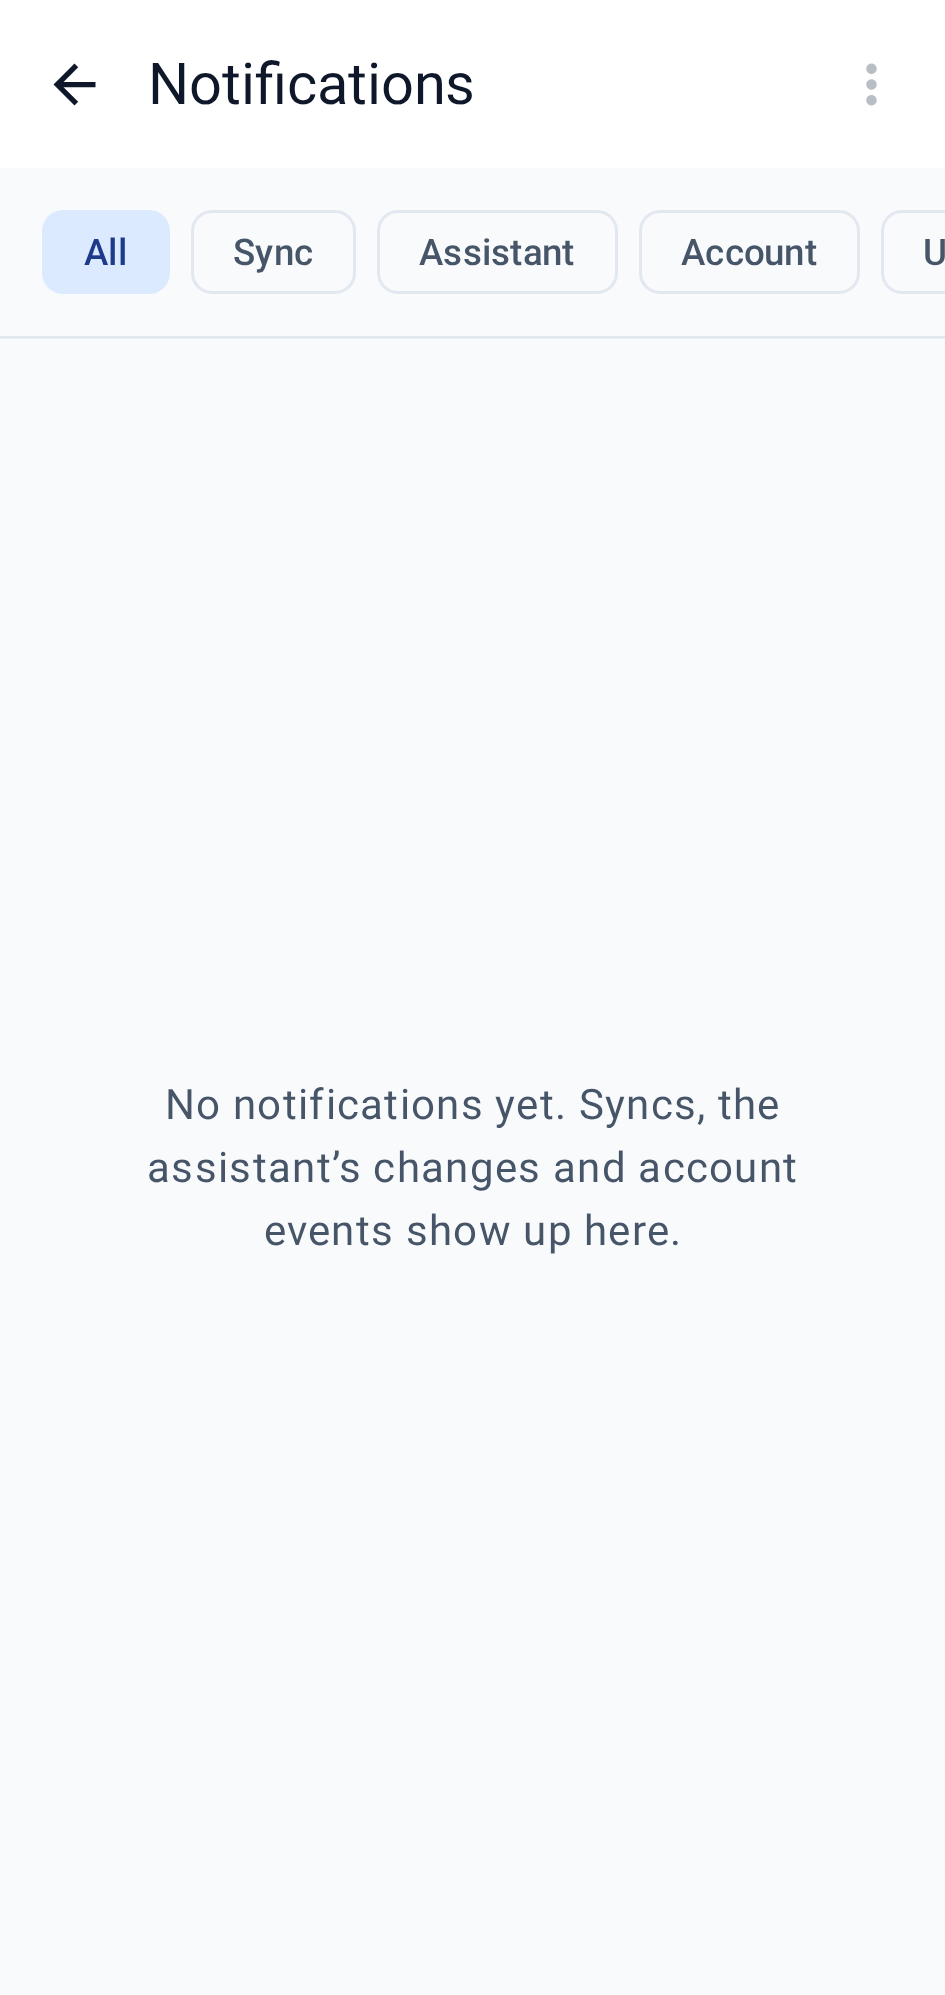 Notifications
All Sync Assistant Account U
No notifications yet. Syncs, the
assistant’s changes and account
events show up here.